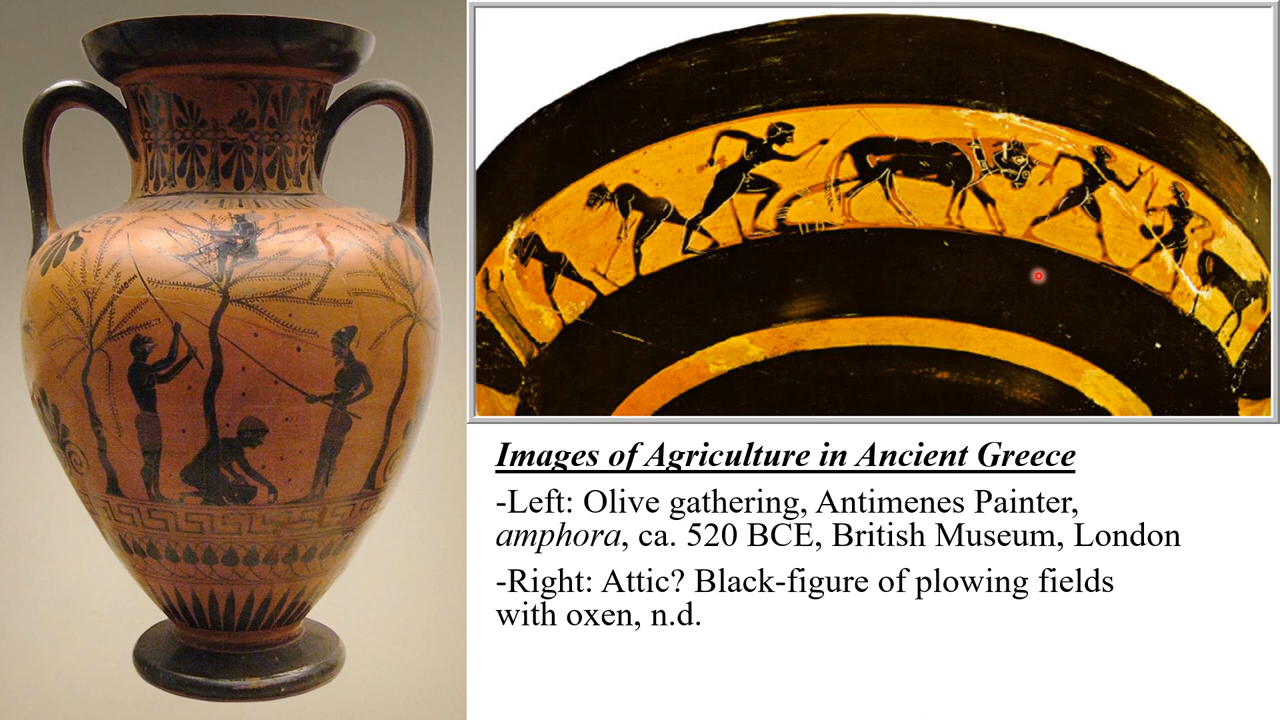 Images of Agriculture in Ancient Greece
-Left: Olive gathering, Antimenes Painter,
amphora, ca. 520 BCE, British Museum, London
-Right: Attic? Black-figure of plowing fields
with oxen, n.d.